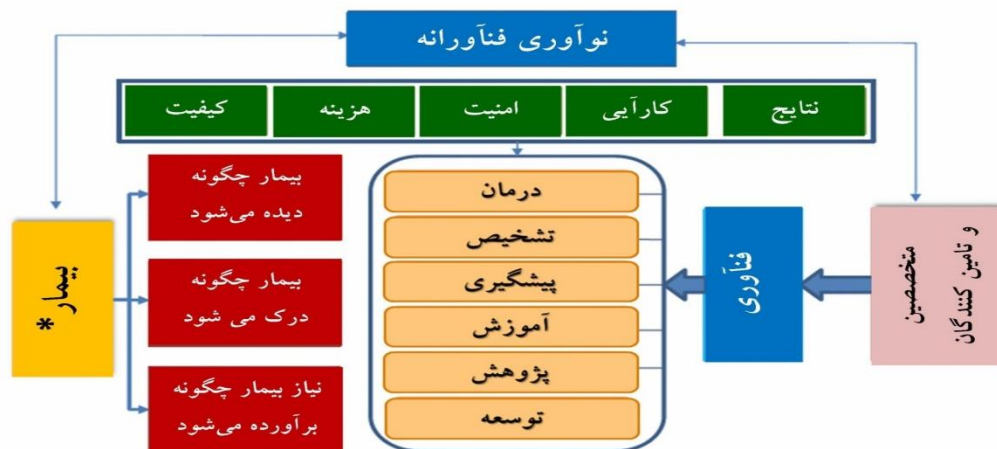 نوآوری فنآورانه
نتایج
کارآیی
امنیت
هزینه
کیفیت
متخصصین
و تامین کنندگان
فنآوری
درمان
تشخیص
پیشگیری
آموزش
پژوهش
توسعه
بیمار چگونه
دیده می‌شود
بیمار چگونه
درک می شود
نیاز بیمار چگونه
برآورده می‌شود
بیمار *